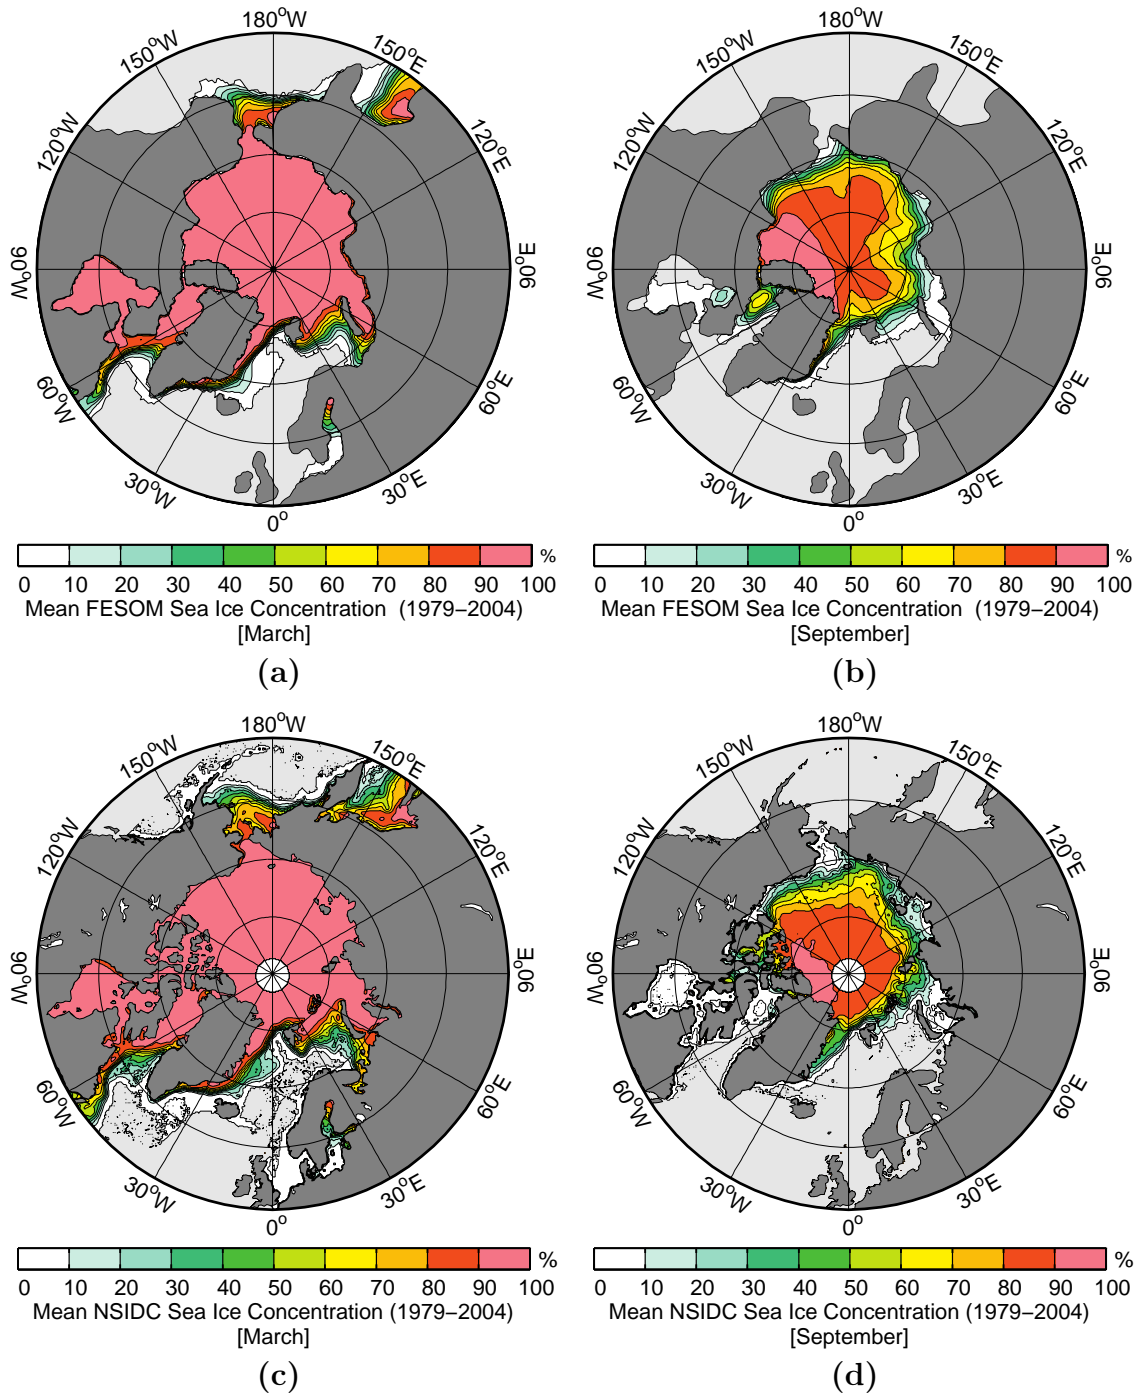 180°W
150°W
150°E
120°W
120°E
90°W
90°E
60°W
60°E
30°W
30°E
0°
0 10 20 30 40 50 60 70 80 90 100 %
Mean FESOM Sea Ice Concentration (1979–2004)
[March]
(a)
180°W
150°W
150°E
120°W
120°E
90°W
90°E
60°W
60°E
30°W
30°E
0°
0 10 20 30 40 50 60 70 80 90 100 %
Mean FESOM Sea Ice Concentration (1979–2004)
[September]
(b)
180°W
150°W
150°E
120°W
120°E
90°W
90°E
60°W
60°E
30°W
30°E
0°
0 10 20 30 40 50 60 70 80 90 100 %
Mean NSIDC Sea Ice Concentration (1979–2004)
[March]
(c)
180°W
150°W
150°E
120°W
120°E
90°W
90°E
60°W
60°E
30°W
30°E
0°
0 10 20 30 40 50 60 70 80 90 100 %
Mean NSIDC Sea Ice Concentration (1979–2004)
[September]
(d)